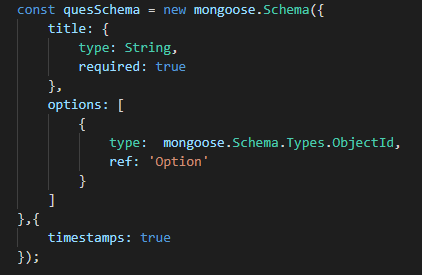 const quesSchema = new mongoose.Schema({
    title: {
        type: String,
        required: true
    },
    options: [
        {
            type:  mongoose.Schema.Types.ObjectId,
            ref: 'Option'
        }
    ]
},{
    timestamps: true
});